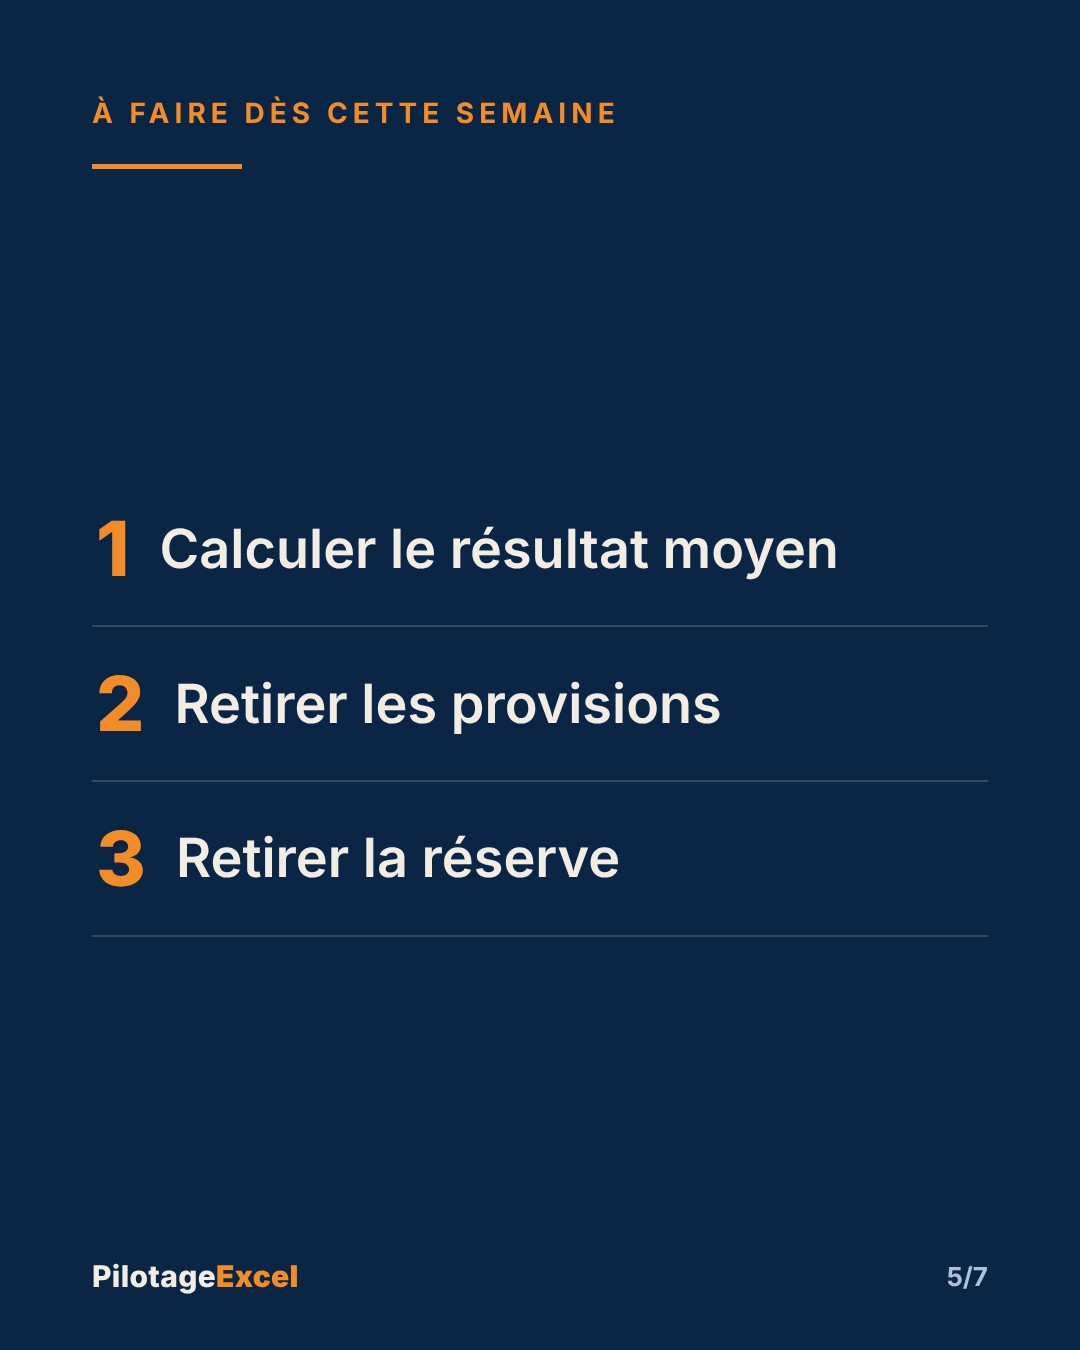 À FAIRE DÈS CETTE SEMAINE
1 Calculer le résultat moyen
2 Retirer les provisions
3 Retirer la réserve
PilotageExcel 5/7